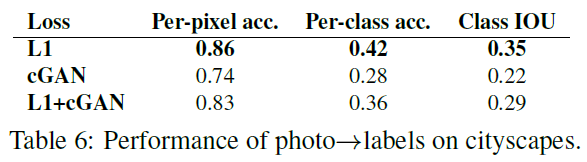 Loss Per-pixel acc. Per-class acc. Class IOU
L1 0.86 0.42 0.35
cGAN 0.74 0.28 0.22
L1+cGAN 0.83 0.36 0.29
Table 6: Performance of photo→labels on cityscapes.